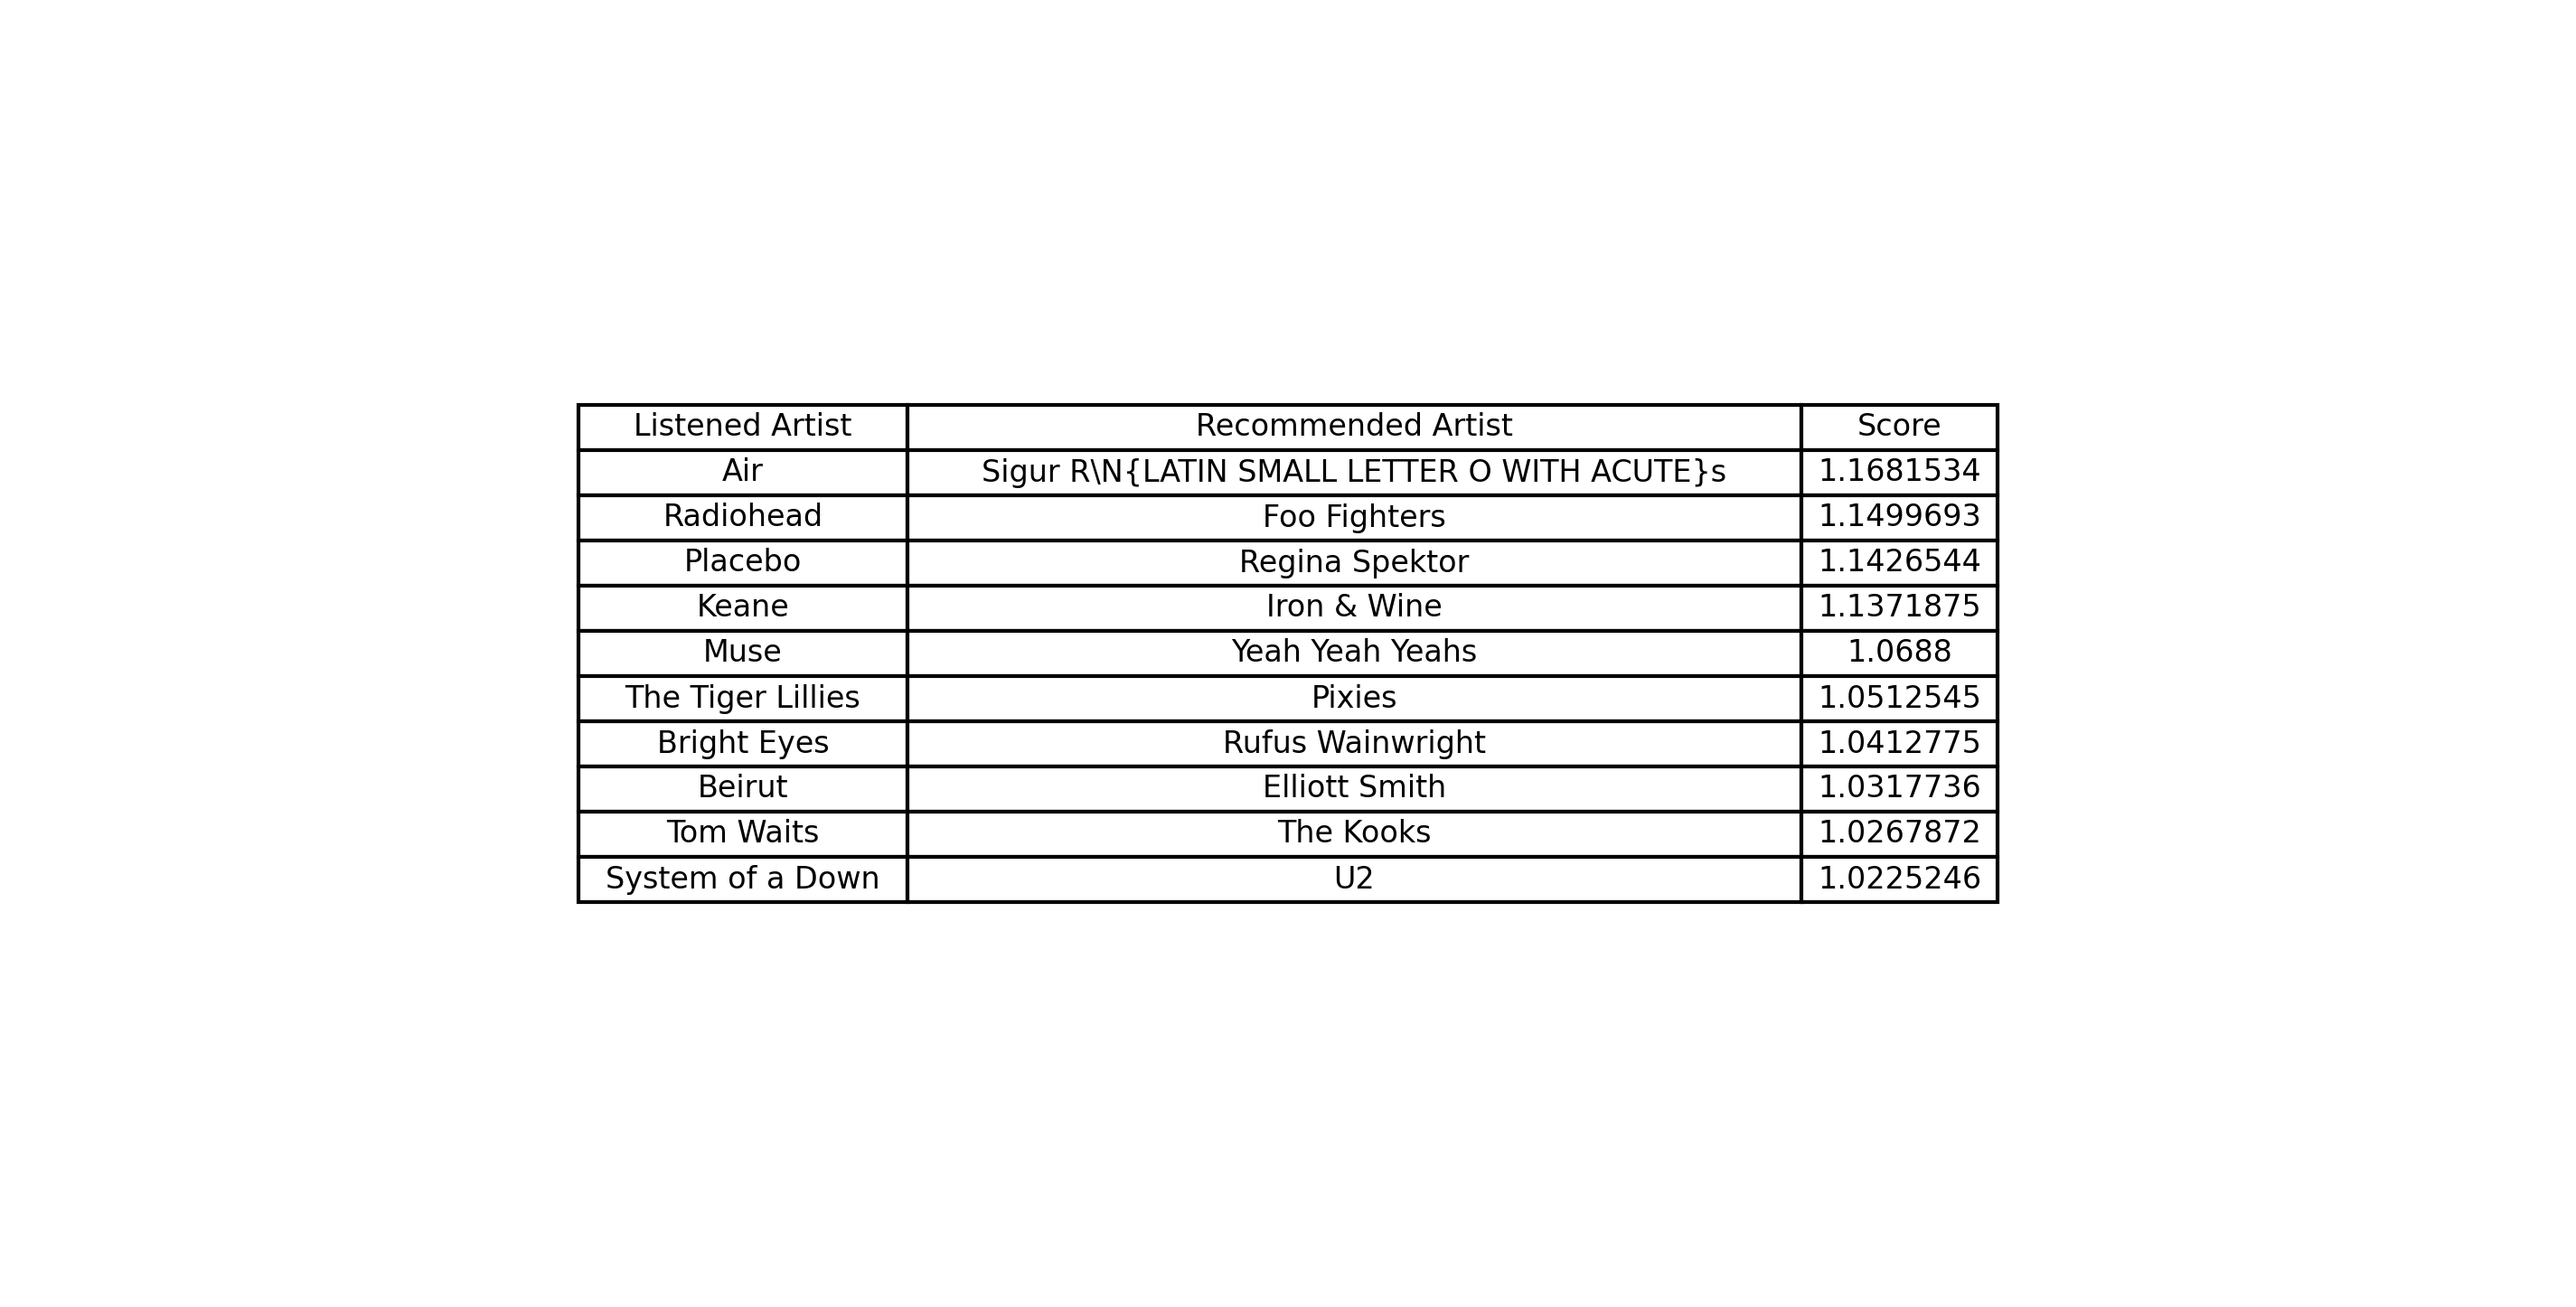 Listened Artist Recommended Artist Score
Air Sigur R\N{LATIN SMALL LETTER O WITH ACUTE}s 1.1681534
Radiohead Foo Fighters 1.1499693
Placebo Regina Spektor 1.1426544
Keane Iron & Wine 1.1371875
Muse Yeah Yeah Yeahs 1.0688
The Tiger Lillies Pixies 1.0512545
Bright Eyes Rufus Wainwright 1.0412775
Beirut Elliott Smith 1.0317736
Tom Waits The Kooks 1.0267872
System of a Down U2 1.0225246